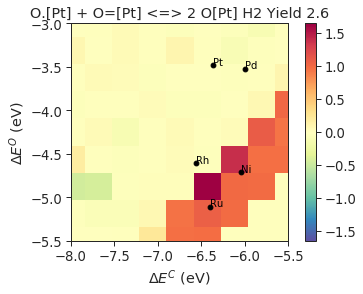 O.[Pt] + O=[Pt] <=> 2 O[Pt] H2 Yield 2.6
−3.0
−3.5
−4.0
−4.5
−5.0
−5.5
ΔE^O (eV)
Pt
Pd
Rh
Ni
Ru
−8.0 −7.5 −7.0 −6.5 −6.0 −5.5
ΔE^C (eV)
1.5
1.0
0.5
0.0
−0.5
−1.0
−1.5